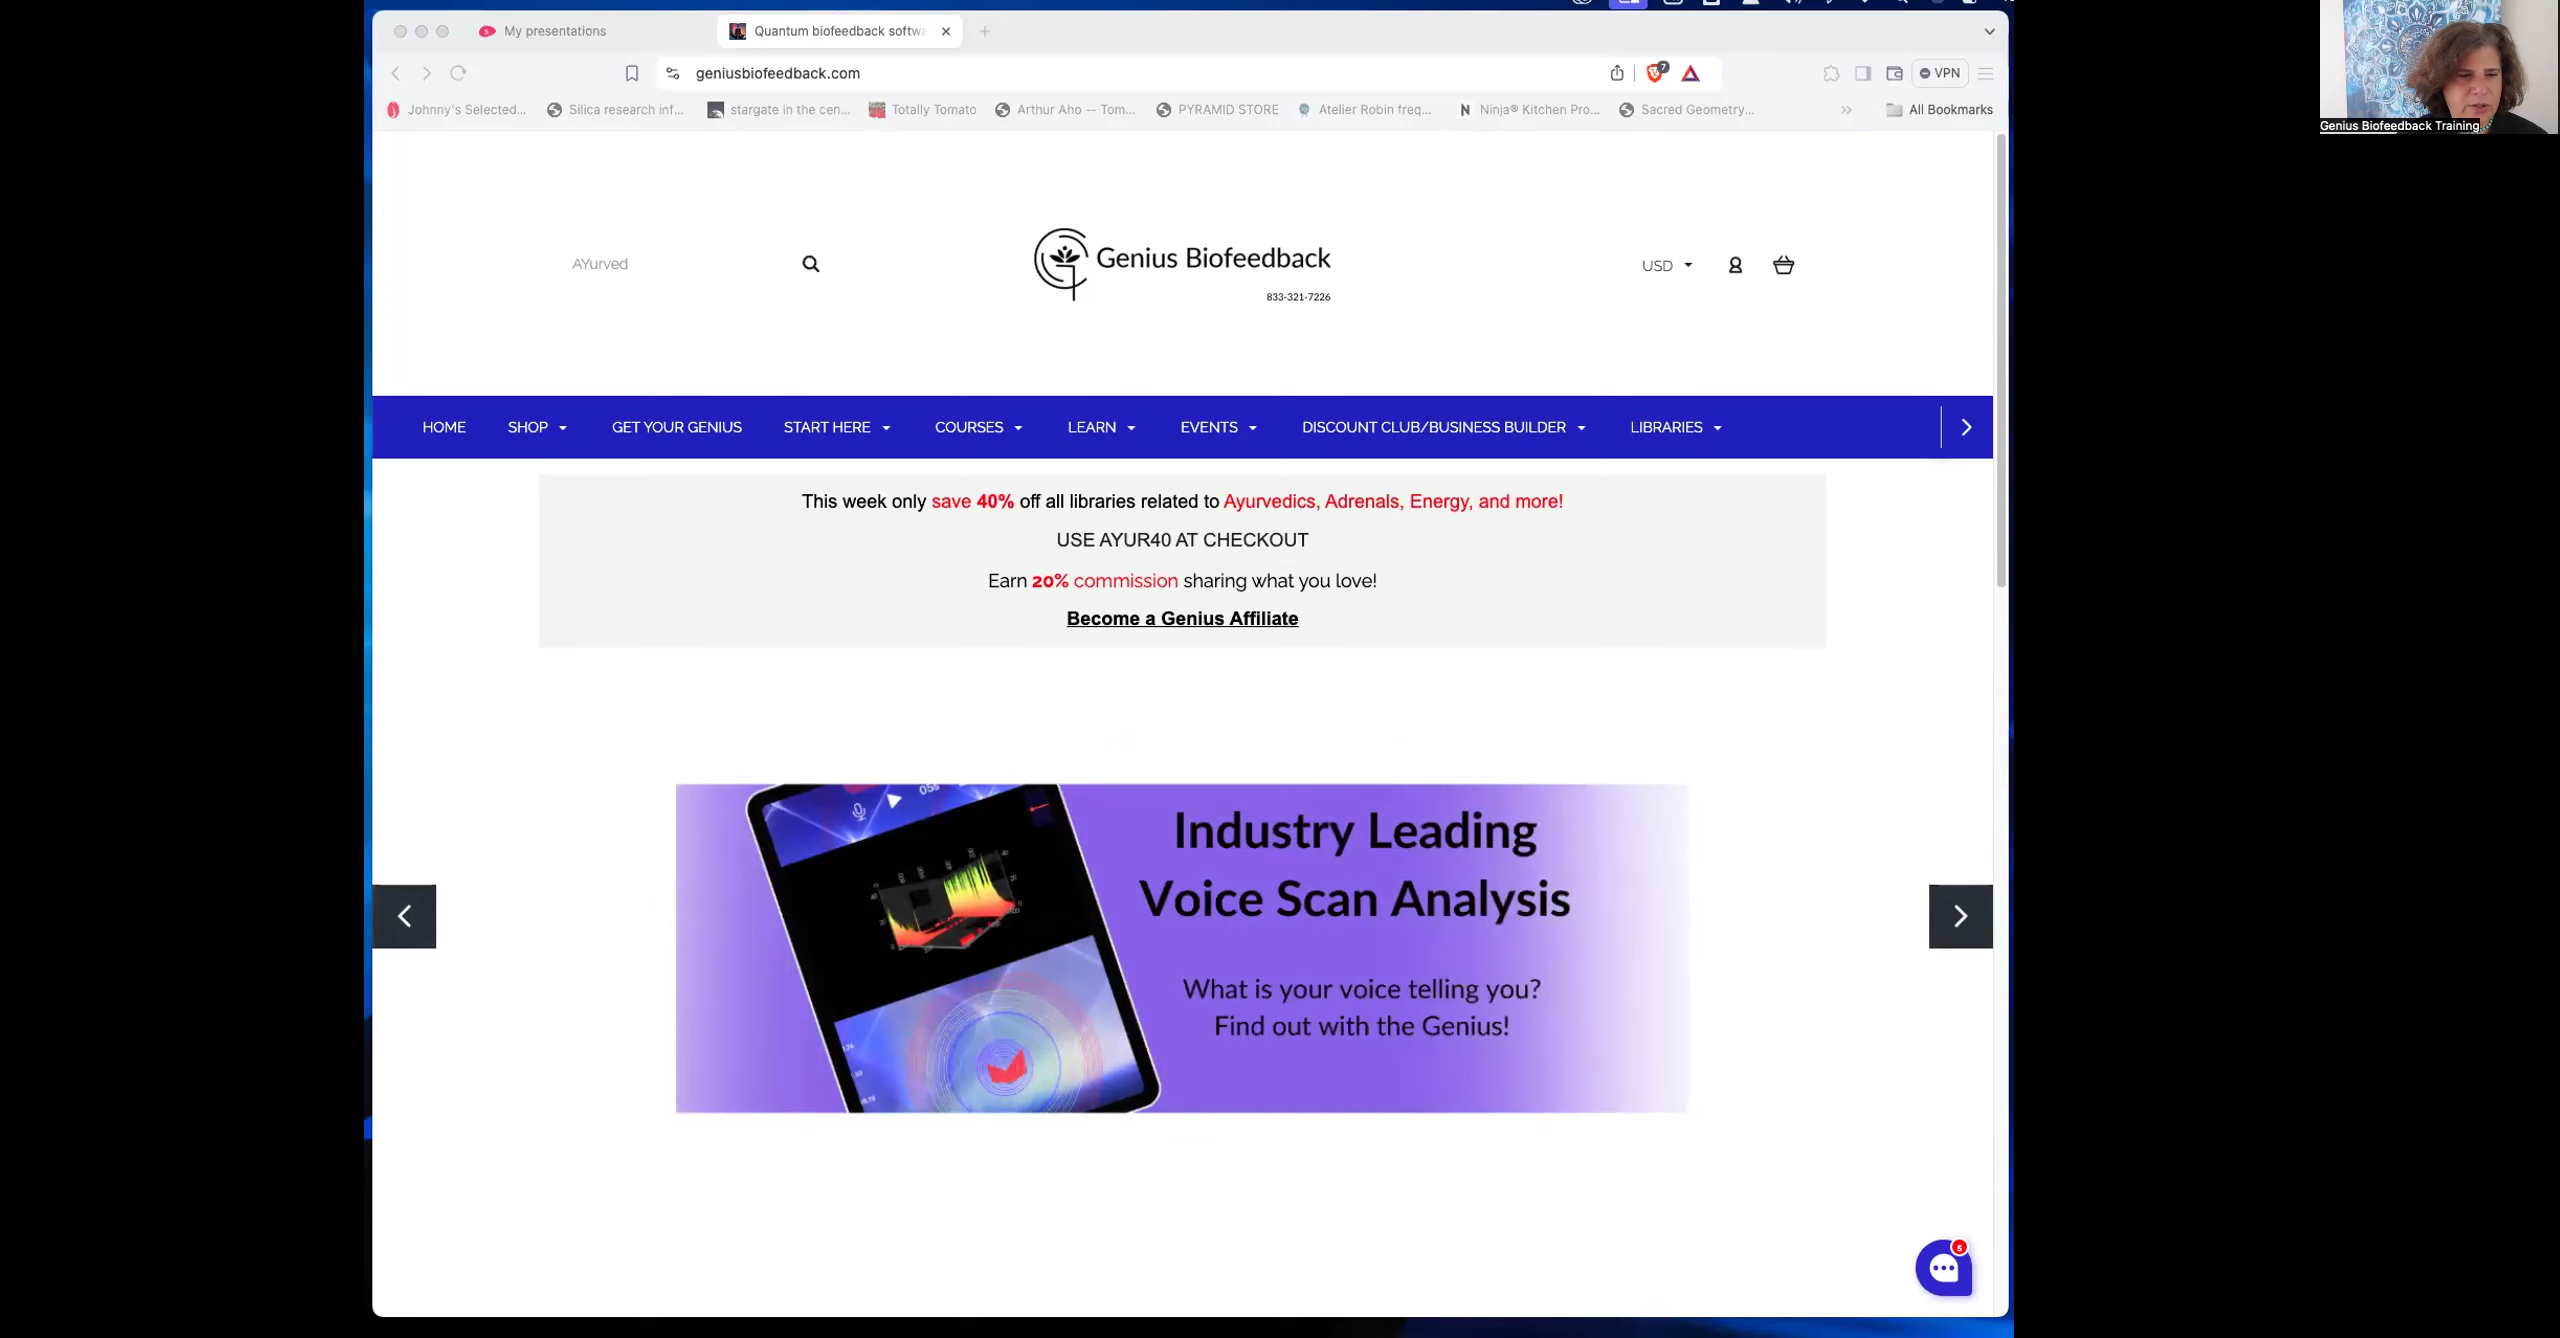 My presentations
Quantum biofeedback softw
geniusbiofeedback.com
7
VPN
Johnny's Selected...
Silica research inf...
stargate in the cen...
Totally Tomato
Arthur Aho -- Tom...
PYRAMID STORE
Atelier Robin freq...
Ninja® Kitchen Pro...
Sacred Geometry...
All Bookmarks
Genius Biofeedback Training
AYurved
Genius Biofeedback
833-321-7226
USD
HOME
SHOP
GET YOUR GENIUS
START HERE
COURSES
LEARN
EVENTS
DISCOUNT CLUB/BUSINESS BUILDER
LIBRARIES
This week only save 40% off all libraries related to Ayurvedics, Adrenals, Energy, and more!
USE AYUR40 AT CHECKOUT
Earn 20% commission sharing what you love!
Become a Genius Affiliate
05s
Industry Leading
Voice Scan Analysis
What is your voice telling you?
Find out with the Genius!
5